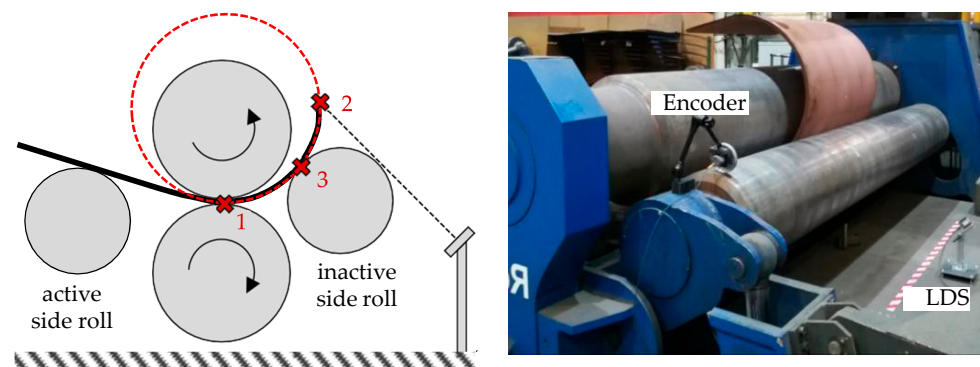 2
3
1
active
side roll
inactive
side roll
Encoder
LDS